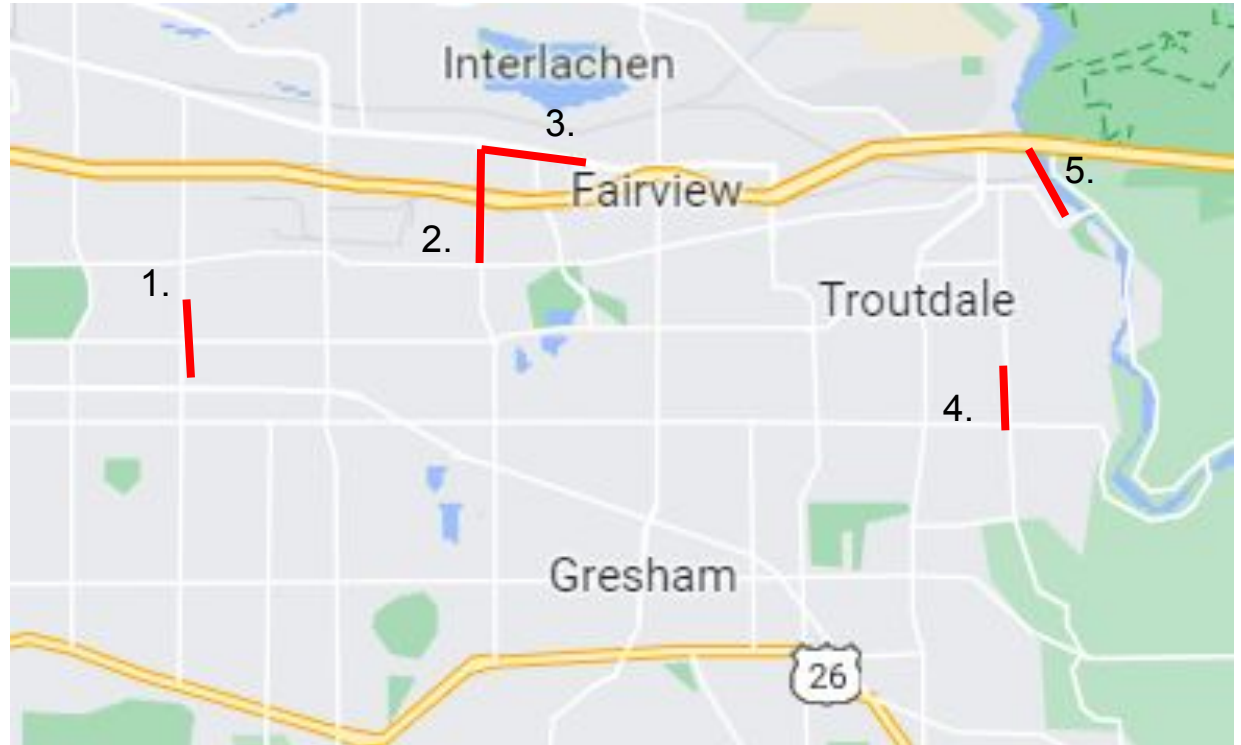 Interlachen
3.
Fairview
5.
2.
1.
Troutdale
4.
Gresham
26